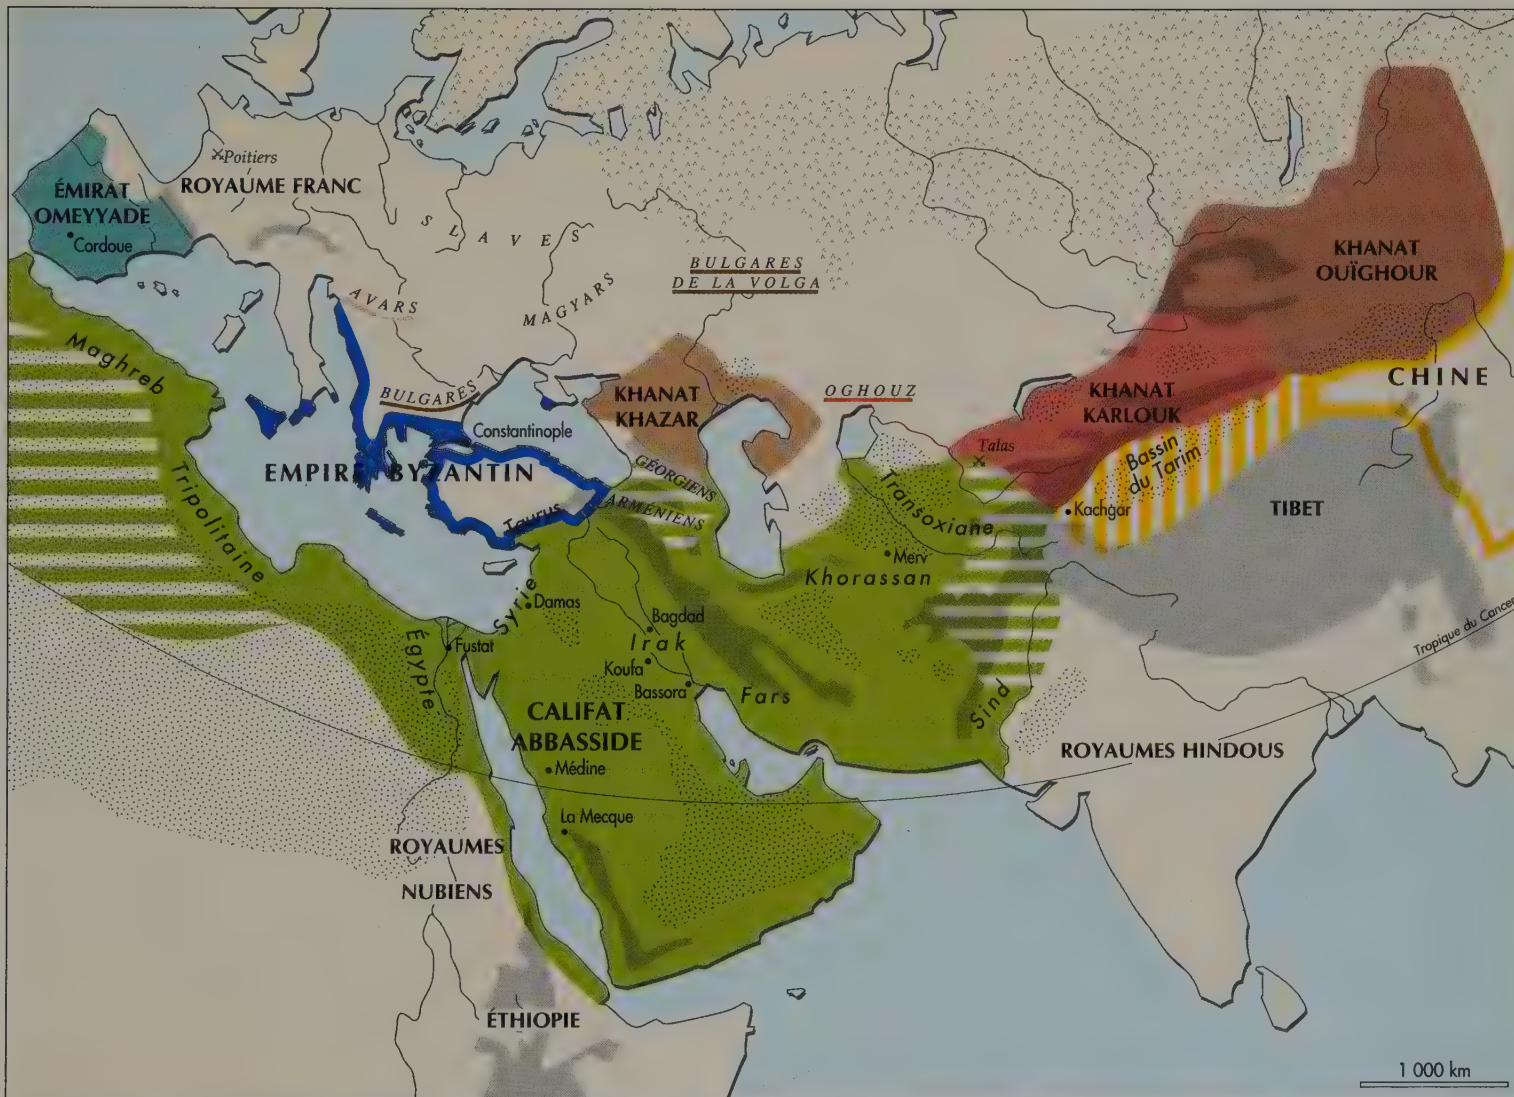 Poitiers
ROYAUME FRANC
ÉMIRAT
OMEYYADE
Cordoue
SLAVES
AVARS
MAGYARS
BULGARES
DE LA VOLGA
KHANAT
OUÏGHOUR
Maghreb
BULGARES
KHANAT
KHAZAR
OGHOUZ
KHANAT
KARLOUK
CHINE
Constantinople
EMPIRE BYZANTIN
Talas
Bassin
du Tarim
GÉORGIENS
ARMÉNIENS
Taurus
Tripolitaine
Transoxiane
Kachgar
TIBET
Merv
Khorassan
Syrie
Damas
Bagdad
Irak
Koufa
Bassora
Fars
Égypte
Fustat
Sind
Tropique du Cancer
CALIFAT
ABBASSIDE
Médine
ROYAUMES HINDOUS
La Mecque
ROYAUMES
NUBIENS
ÉTHIOPIE
1 000 km